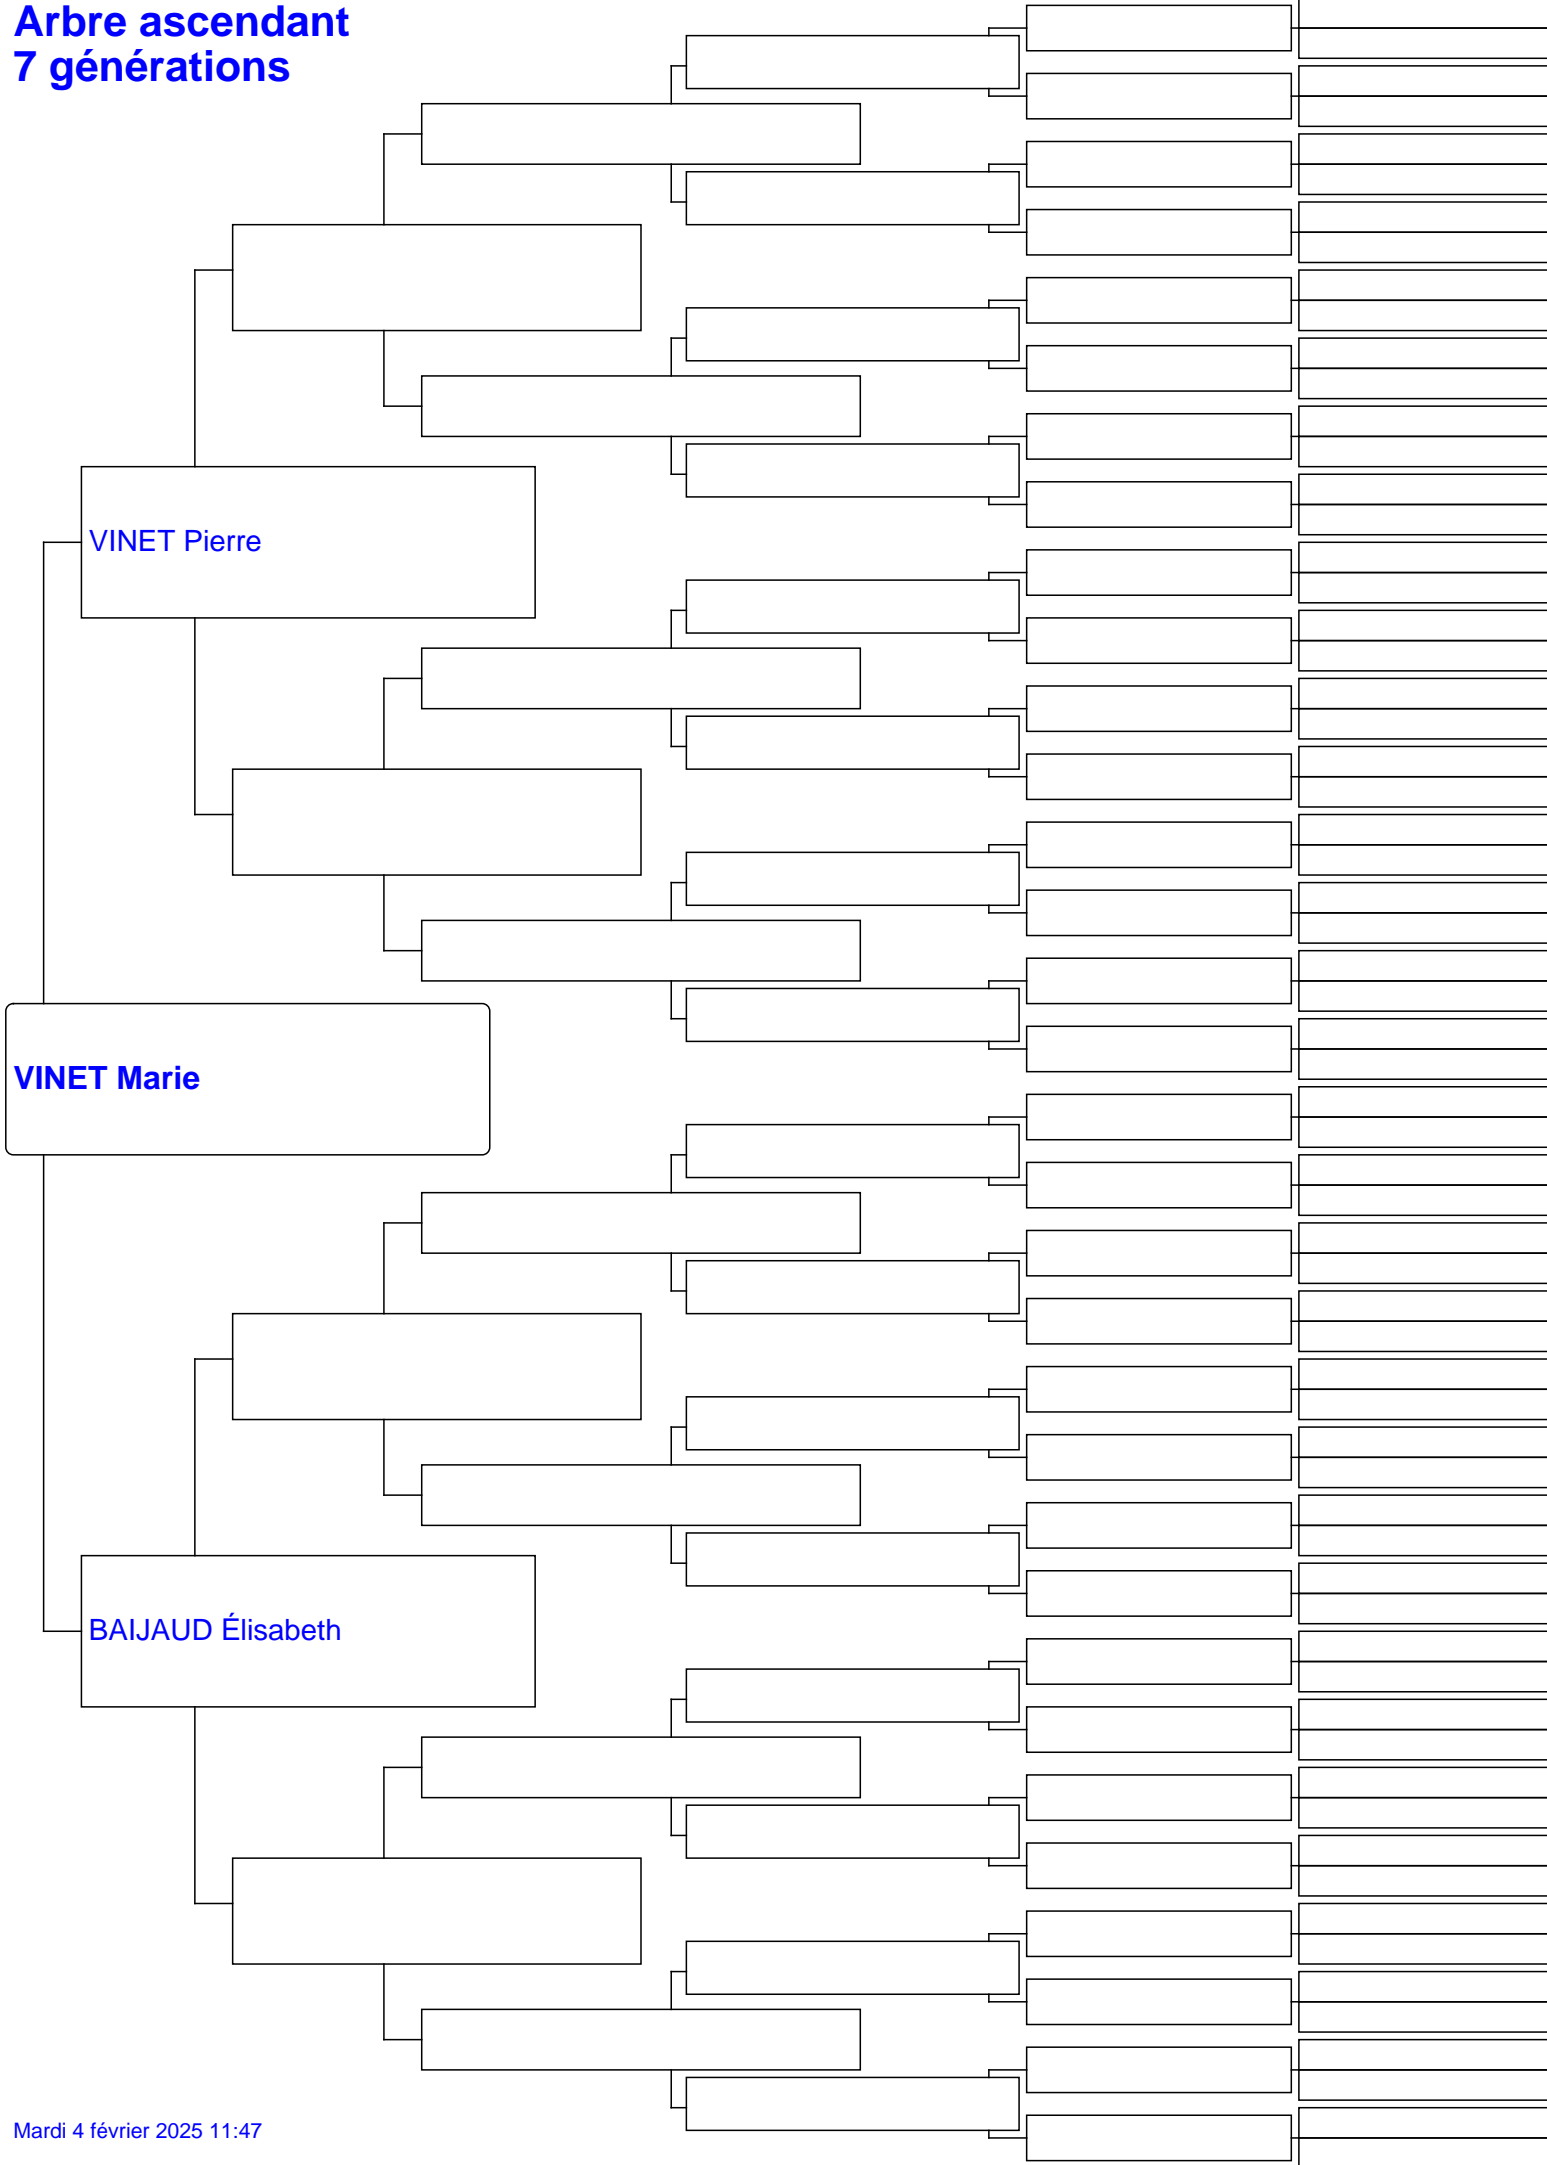 Arbre ascendant
7 générations
VINET Pierre
VINET Marie
BAIJAUD Élisabeth
Mardi 4 février 2025 11:47